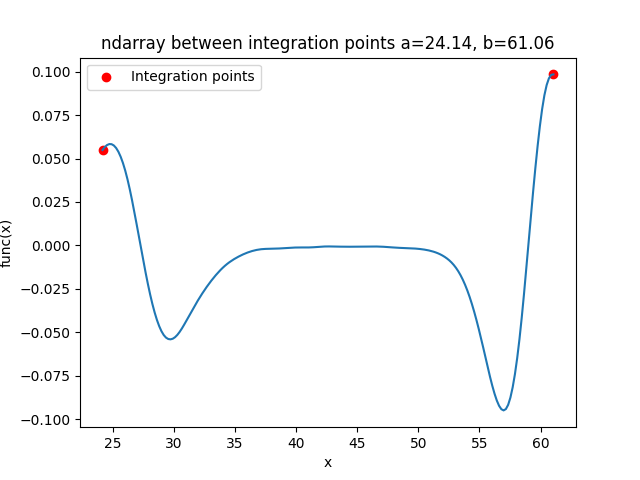 ndarray between integration points a=24.14, b=61.06
Integration points
0.100
0.075
0.050
0.025
0.000
−0.025
−0.050
−0.075
−0.100
func(x)
25 30 35 40 45 50 55 60
x